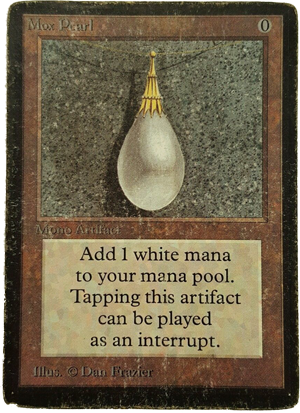 Mox Pearl 0
Mono Artifact
Add 1 white mana
to your mana pool.
Tapping this artifact
can be played
as an interrupt.
Illus. © Dan Frazier